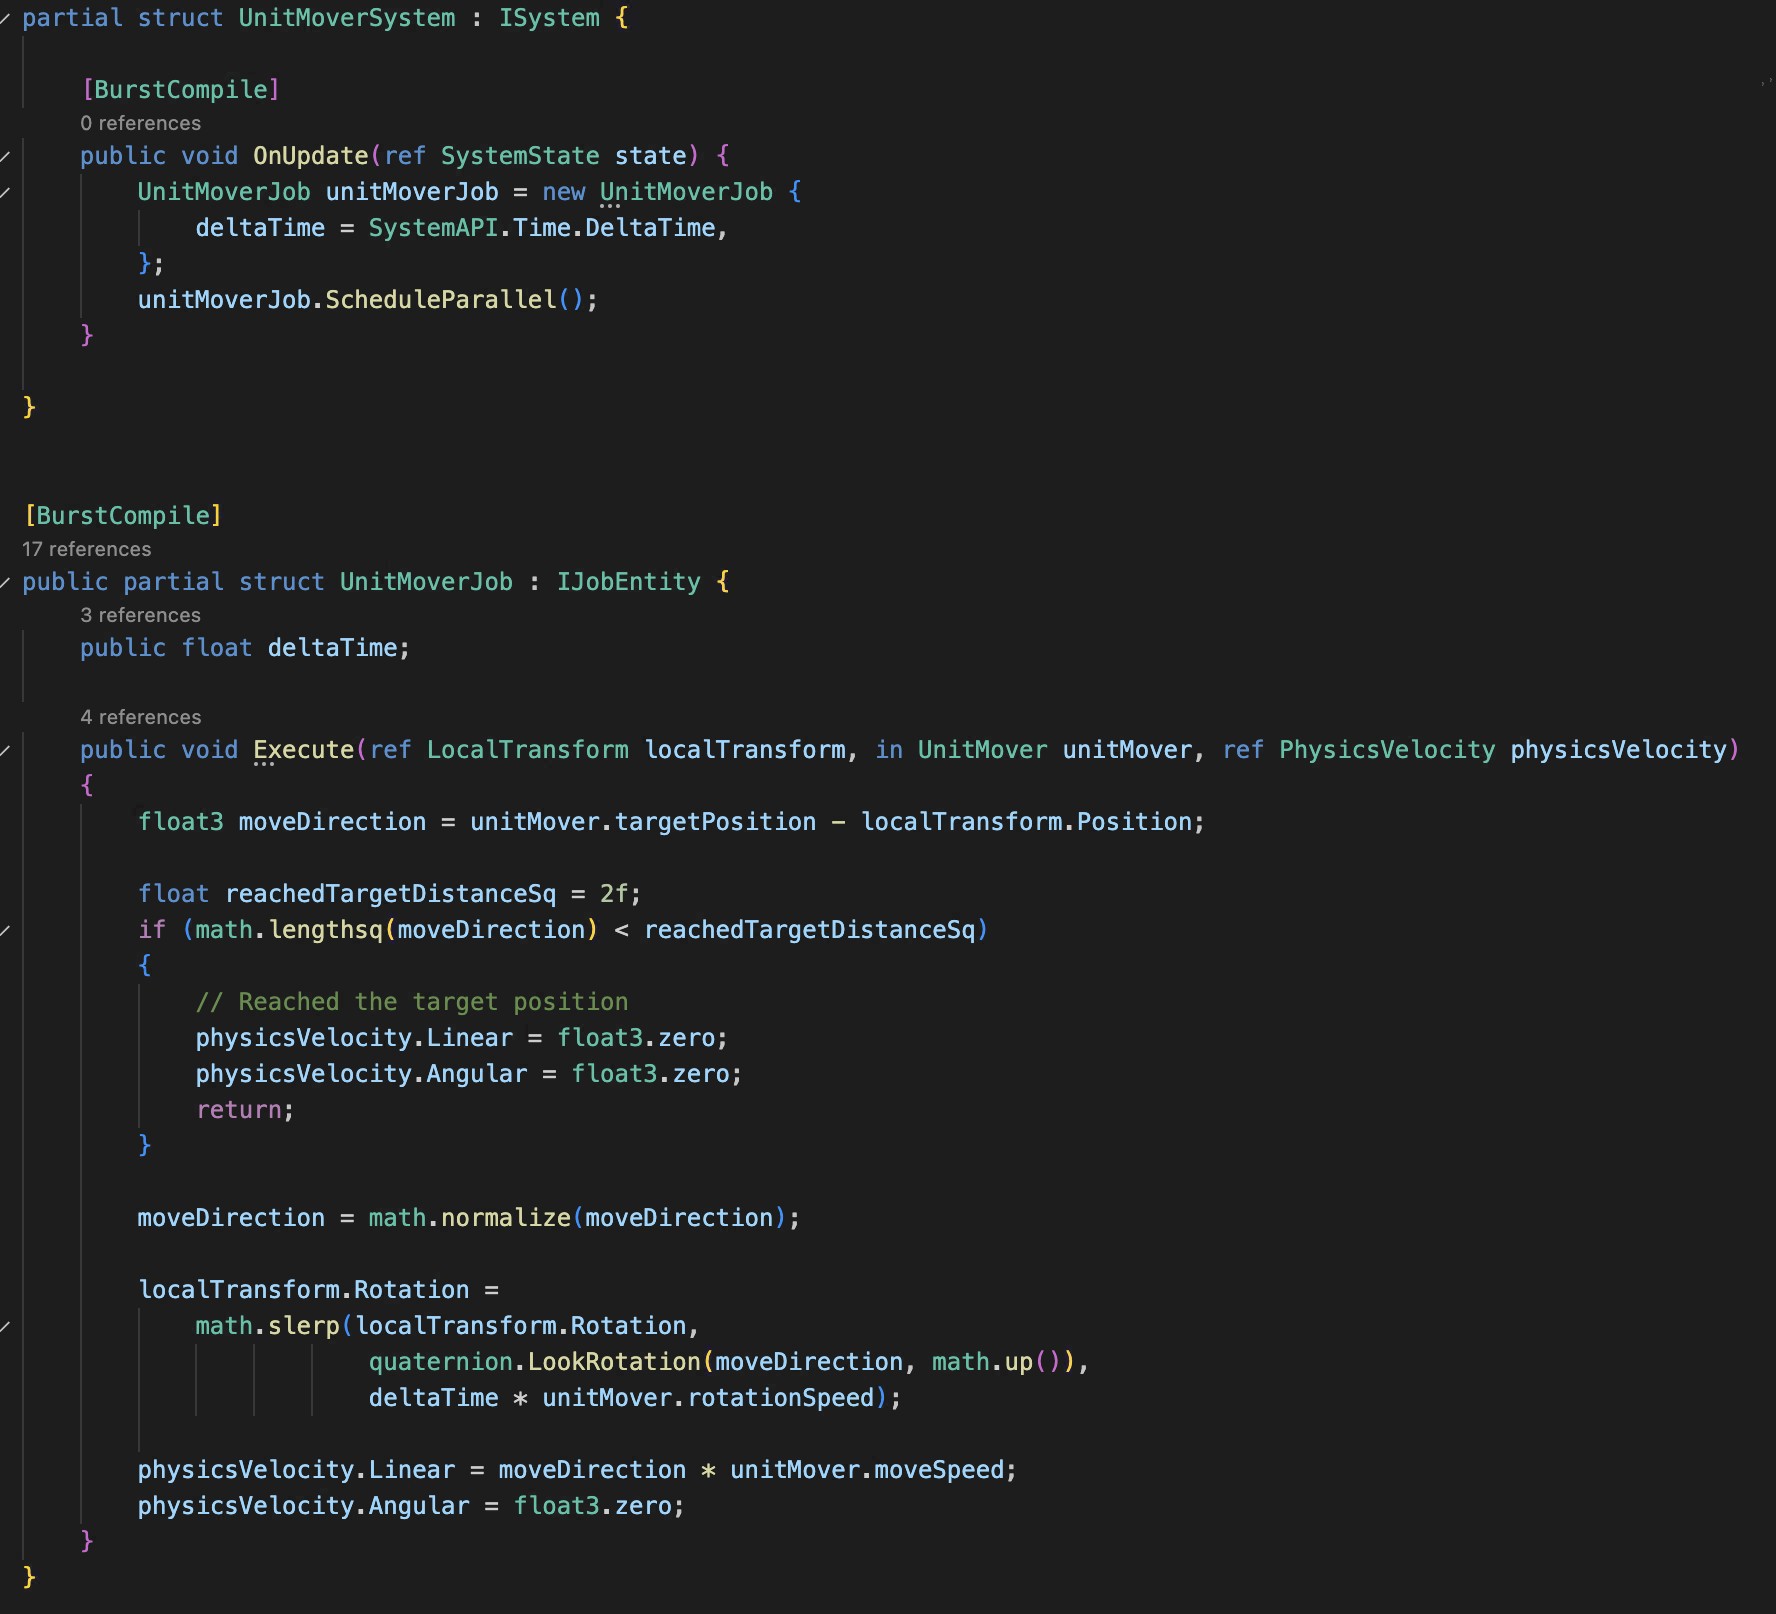 partial struct UnitMoverSystem : ISystem {
[BurstCompile]
0 references
public void OnUpdate(ref SystemState state) {
UnitMoverJob unitMoverJob = new UnitMoverJob {
deltaTime = SystemAPI.Time.DeltaTime,
};
unitMoverJob.ScheduleParallel();
}
}
[BurstCompile]
17 references
public partial struct UnitMoverJob : IJobEntity {
3 references
public float deltaTime;
4 references
public void Execute(ref LocalTransform localTransform, in UnitMover unitMover, ref PhysicsVelocity physicsVelocity)
{
float3 moveDirection = unitMover.targetPosition - localTransform.Position;
float reachedTargetDistanceSq = 2f;
if (math.lengthsq(moveDirection) < reachedTargetDistanceSq)
{
// Reached the target position
physicsVelocity.Linear = float3.zero;
physicsVelocity.Angular = float3.zero;
return;
}
moveDirection = math.normalize(moveDirection);
localTransform.Rotation =
math.slerp(localTransform.Rotation,
quaternion.LookRotation(moveDirection, math.up()),
deltaTime * unitMover.rotationSpeed);
physicsVelocity.Linear = moveDirection * unitMover.moveSpeed;
physicsVelocity.Angular = float3.zero;
}
}